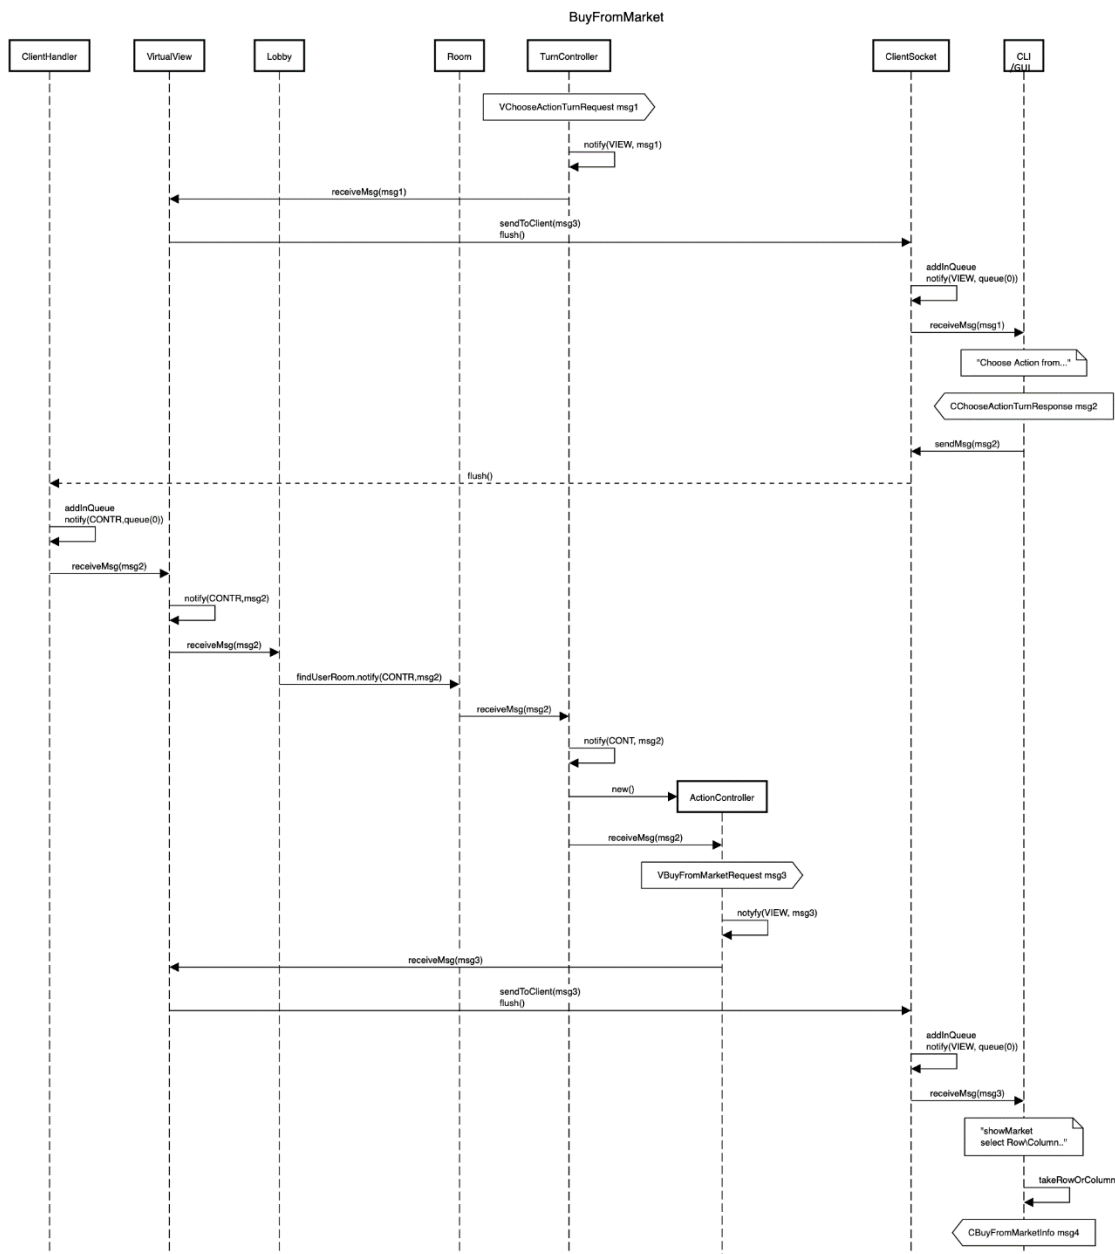 BuyFromMarket
ClientHandler
VirtualView
Lobby
Room
TurnController
ClientSocket
CLI
/GUI
VChooseActionTurnRequest msg1
notify(VIEW, msg1)
receiveMsg(msg1)
sendToClient(msg3)
flush()
addInQueue
notify(VIEW, queue(0))
receiveMsg(msg1)
"Choose Action from..."
CChooseActionTurnResponse msg2
sendMsg(msg2)
flush()
addInQueue
notify(CONTR,queue(0))
receiveMsg(msg2)
notify(CONTR,msg2)
receiveMsg(msg2)
findUserRoom.notify(CONTR,msg2)
receiveMsg(msg2)
notify(CONT, msg2)
new()
ActionController
receiveMsg(msg2)
VBuyFromMarketRequest msg3
notyfy(VIEW, msg3)
receiveMsg(msg3)
sendToClient(msg3)
flush()
addInQueue
notify(VIEW, queue(0))
receiveMsg(msg3)
"showMarket
select Row\Column.."
takeRowOrColumn
CBuyFromMarketInfo msg4